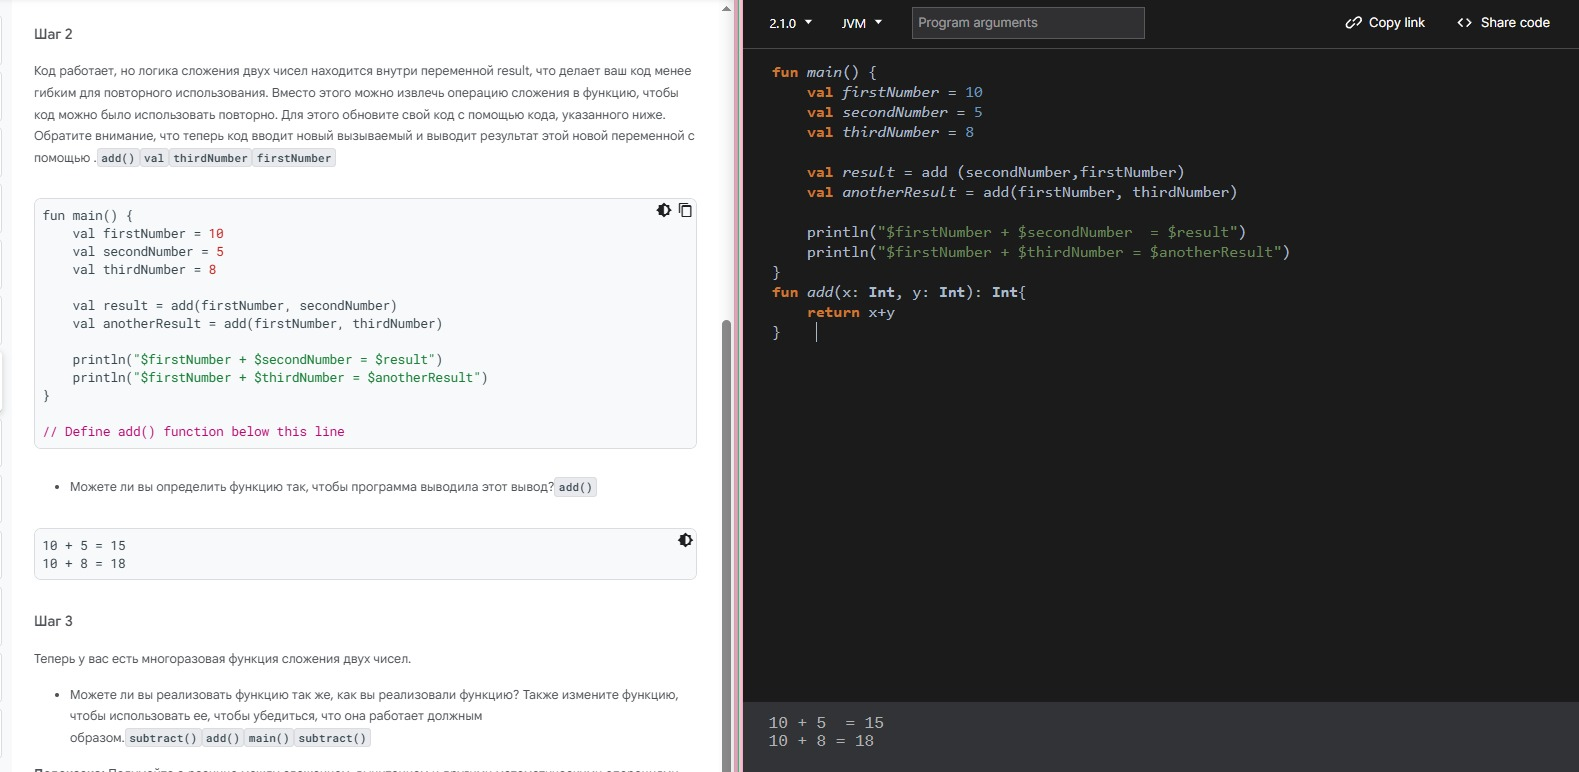 Шаг 2
Код работает, но логика сложения двух чисел находится внутри переменной result, что делает ваш код менее
гибким для повторного использования. Вместо этого можно извлечь операцию сложения в функцию, чтобы
код можно было использовать повторно. Для этого обновите свой код с помощью кода, указанного ниже.
Обратите внимание, что теперь код вводит новый вызываемый и выводит результат этой новой переменной с
помощью . add() val thirdNumber firstNumber
fun main() {
    val firstNumber = 10
    val secondNumber = 5
    val thirdNumber = 8

    val result = add(firstNumber, secondNumber)
    val anotherResult = add(firstNumber, thirdNumber)

    println("$firstNumber + $secondNumber = $result")
    println("$firstNumber + $thirdNumber = $anotherResult")
}

// Define add() function below this line
• Можете ли вы определить функцию так, чтобы программа выводила этот вывод? add()
10 + 5 = 15
10 + 8 = 18
Шаг 3
Теперь у вас есть многоразовая функция сложения двух чисел.
• Можете ли вы реализовать функцию так же, как вы реализовали функцию? Также измените функцию,
чтобы использовать ее, чтобы убедиться, что она работает должным
образом. subtract() add() main() subtract()
2.1.0 JVM Program arguments Copy link <> Share code
fun main() {
    val firstNumber = 10
    val secondNumber = 5
    val thirdNumber = 8

    val result = add (secondNumber,firstNumber)
    val anotherResult = add(firstNumber, thirdNumber)

    println("$firstNumber + $secondNumber  = $result")
    println("$firstNumber + $thirdNumber = $anotherResult")
}
fun add(x: Int, y: Int): Int{
    return x+y
}
10 + 5  = 15
10 + 8 = 18